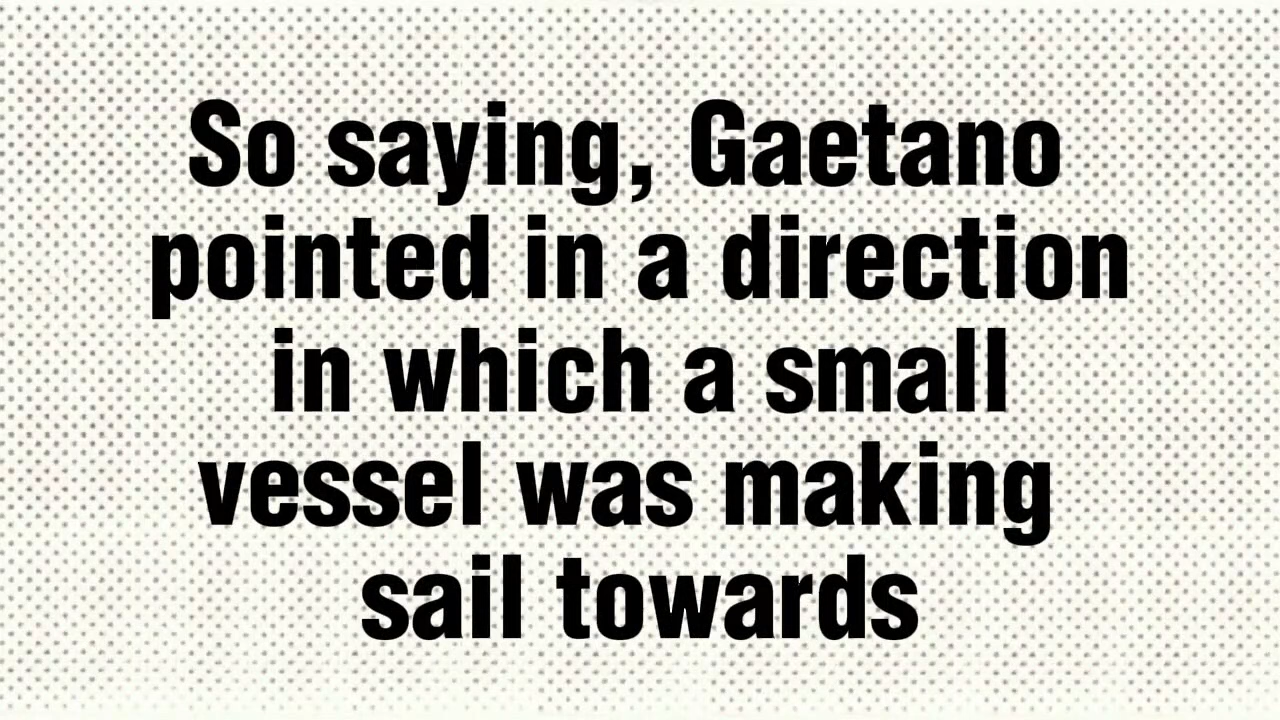 So saying, Gaetano
pointed in a direction
in which a small
vessel was making
sail towards